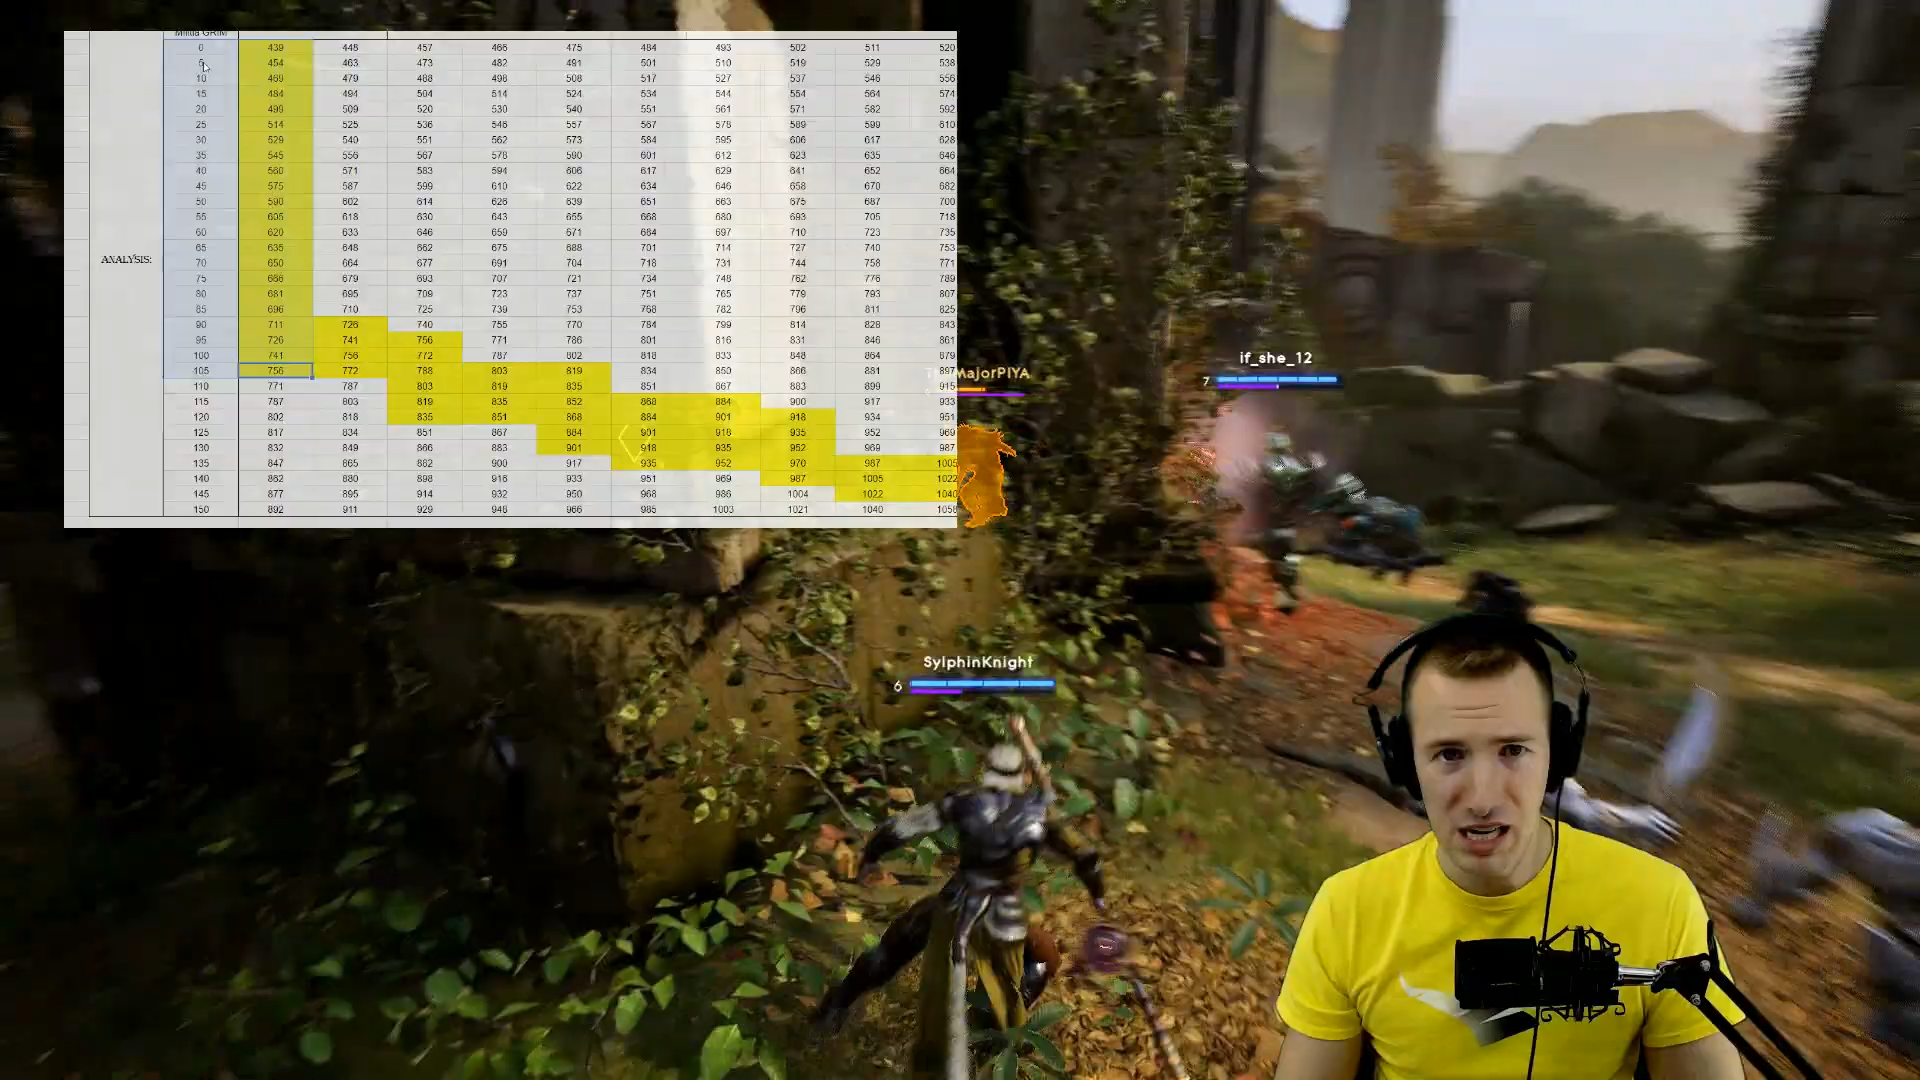 Minia GRIM
0 439 448 457 466 475 484 493 502 511 520
5 454 463 473 482 491 501 510 519 529 538
10 469 479 488 498 508 517 527 537 546 556
15 484 494 504 514 524 534 544 554 564 574
20 499 509 520 530 540 551 561 571 582 592
25 514 525 536 546 557 567 578 589 599 610
30 529 540 551 562 573 584 595 606 617 628
35 545 556 567 578 590 601 612 623 635 646
40 560 571 583 594 606 617 629 641 652 664
45 575 587 599 610 622 634 646 658 670 682
50 590 602 614 626 639 651 663 675 687 700
55 605 618 630 643 655 668 680 693 705 718
60 620 633 646 659 671 684 697 710 723 735
65 635 648 662 675 688 701 714 727 740 753
ANALYSIS:
70 650 664 677 691 704 718 731 744 758 771
75 666 679 693 707 721 734 748 762 776 789
80 681 695 709 723 737 751 765 779 793 807
85 696 710 725 739 753 768 782 796 811 825
90 711 726 740 755 770 784 799 814 828 843
95 726 741 756 771 786 801 816 831 846 861
100 741 756 772 787 802 818 833 848 864 879
105 756 772 788 803 819 834 850 866 881 897
110 771 787 803 819 835 851 867 883 899 915
115 787 803 819 835 852 868 884 900 917 933
120 802 818 835 851 868 884 901 918 934 951
125 817 834 851 867 884 901 918 935 952 969
130 832 849 866 883 901 918 935 952 969 987
135 847 865 882 900 917 935 952 970 987 1005
140 862 880 898 916 933 951 969 987 1005 1022
145 877 895 914 932 950 968 986 1004 1022 1040
150 892 911 929 948 966 985 1003 1021 1040 1058
MajorPIYA
if_she_12
7
SylphinKnight
6